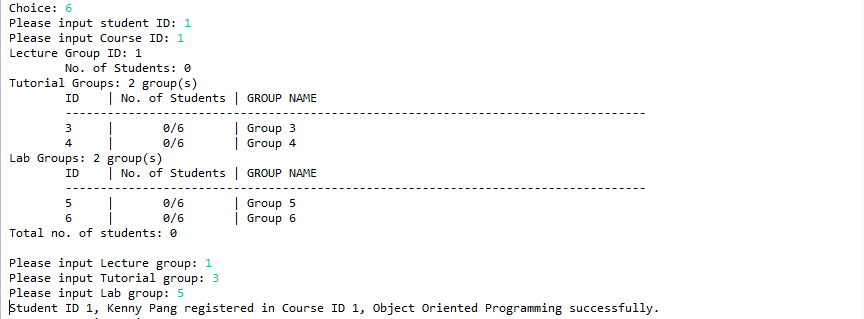 Choice: 6
Please input student ID: 1
Please input Course ID: 1
Lecture Group ID: 1
No. of Students: 0
Tutorial Groups: 2 group(s)
ID | No. of Students | GROUP NAME
----------------------------------------------------------------------------------
3 | 0/6 | Group 3
4 | 0/6 | Group 4
Lab Groups: 2 group(s)
ID | No. of Students | GROUP NAME
----------------------------------------------------------------------------------
5 | 0/6 | Group 5
6 | 0/6 | Group 6
Total no. of students: 0
Please input Lecture group: 1
Please input Tutorial group: 3
Please input Lab group: 5
Student ID 1, Kenny Pang registered in Course ID 1, Object Oriented Programming successfully.